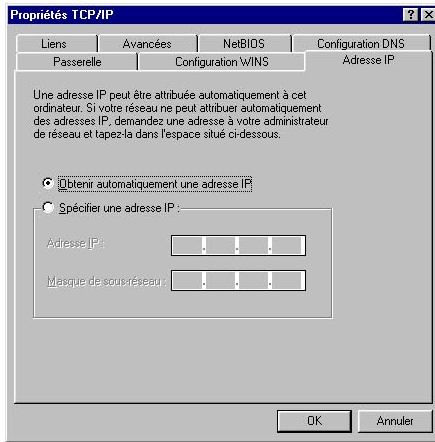 Propriétés TCP/IP
Liens Avancées NetBIOS Configuration DNS
Passerelle Configuration WINS Adresse IP
Une adresse IP peut être attribuée automatiquement à cet
ordinateur. Si votre réseau ne peut attribuer automatiquement
des adresses IP, demandez une adresse à votre administrateur
de réseau et tapez-la dans l'espace situé ci-dessous.
Obtenir automatiquement une adresse IP
Spécifier une adresse IP :
Adresse IP :
Masque de sous-réseau :
OK Annuler